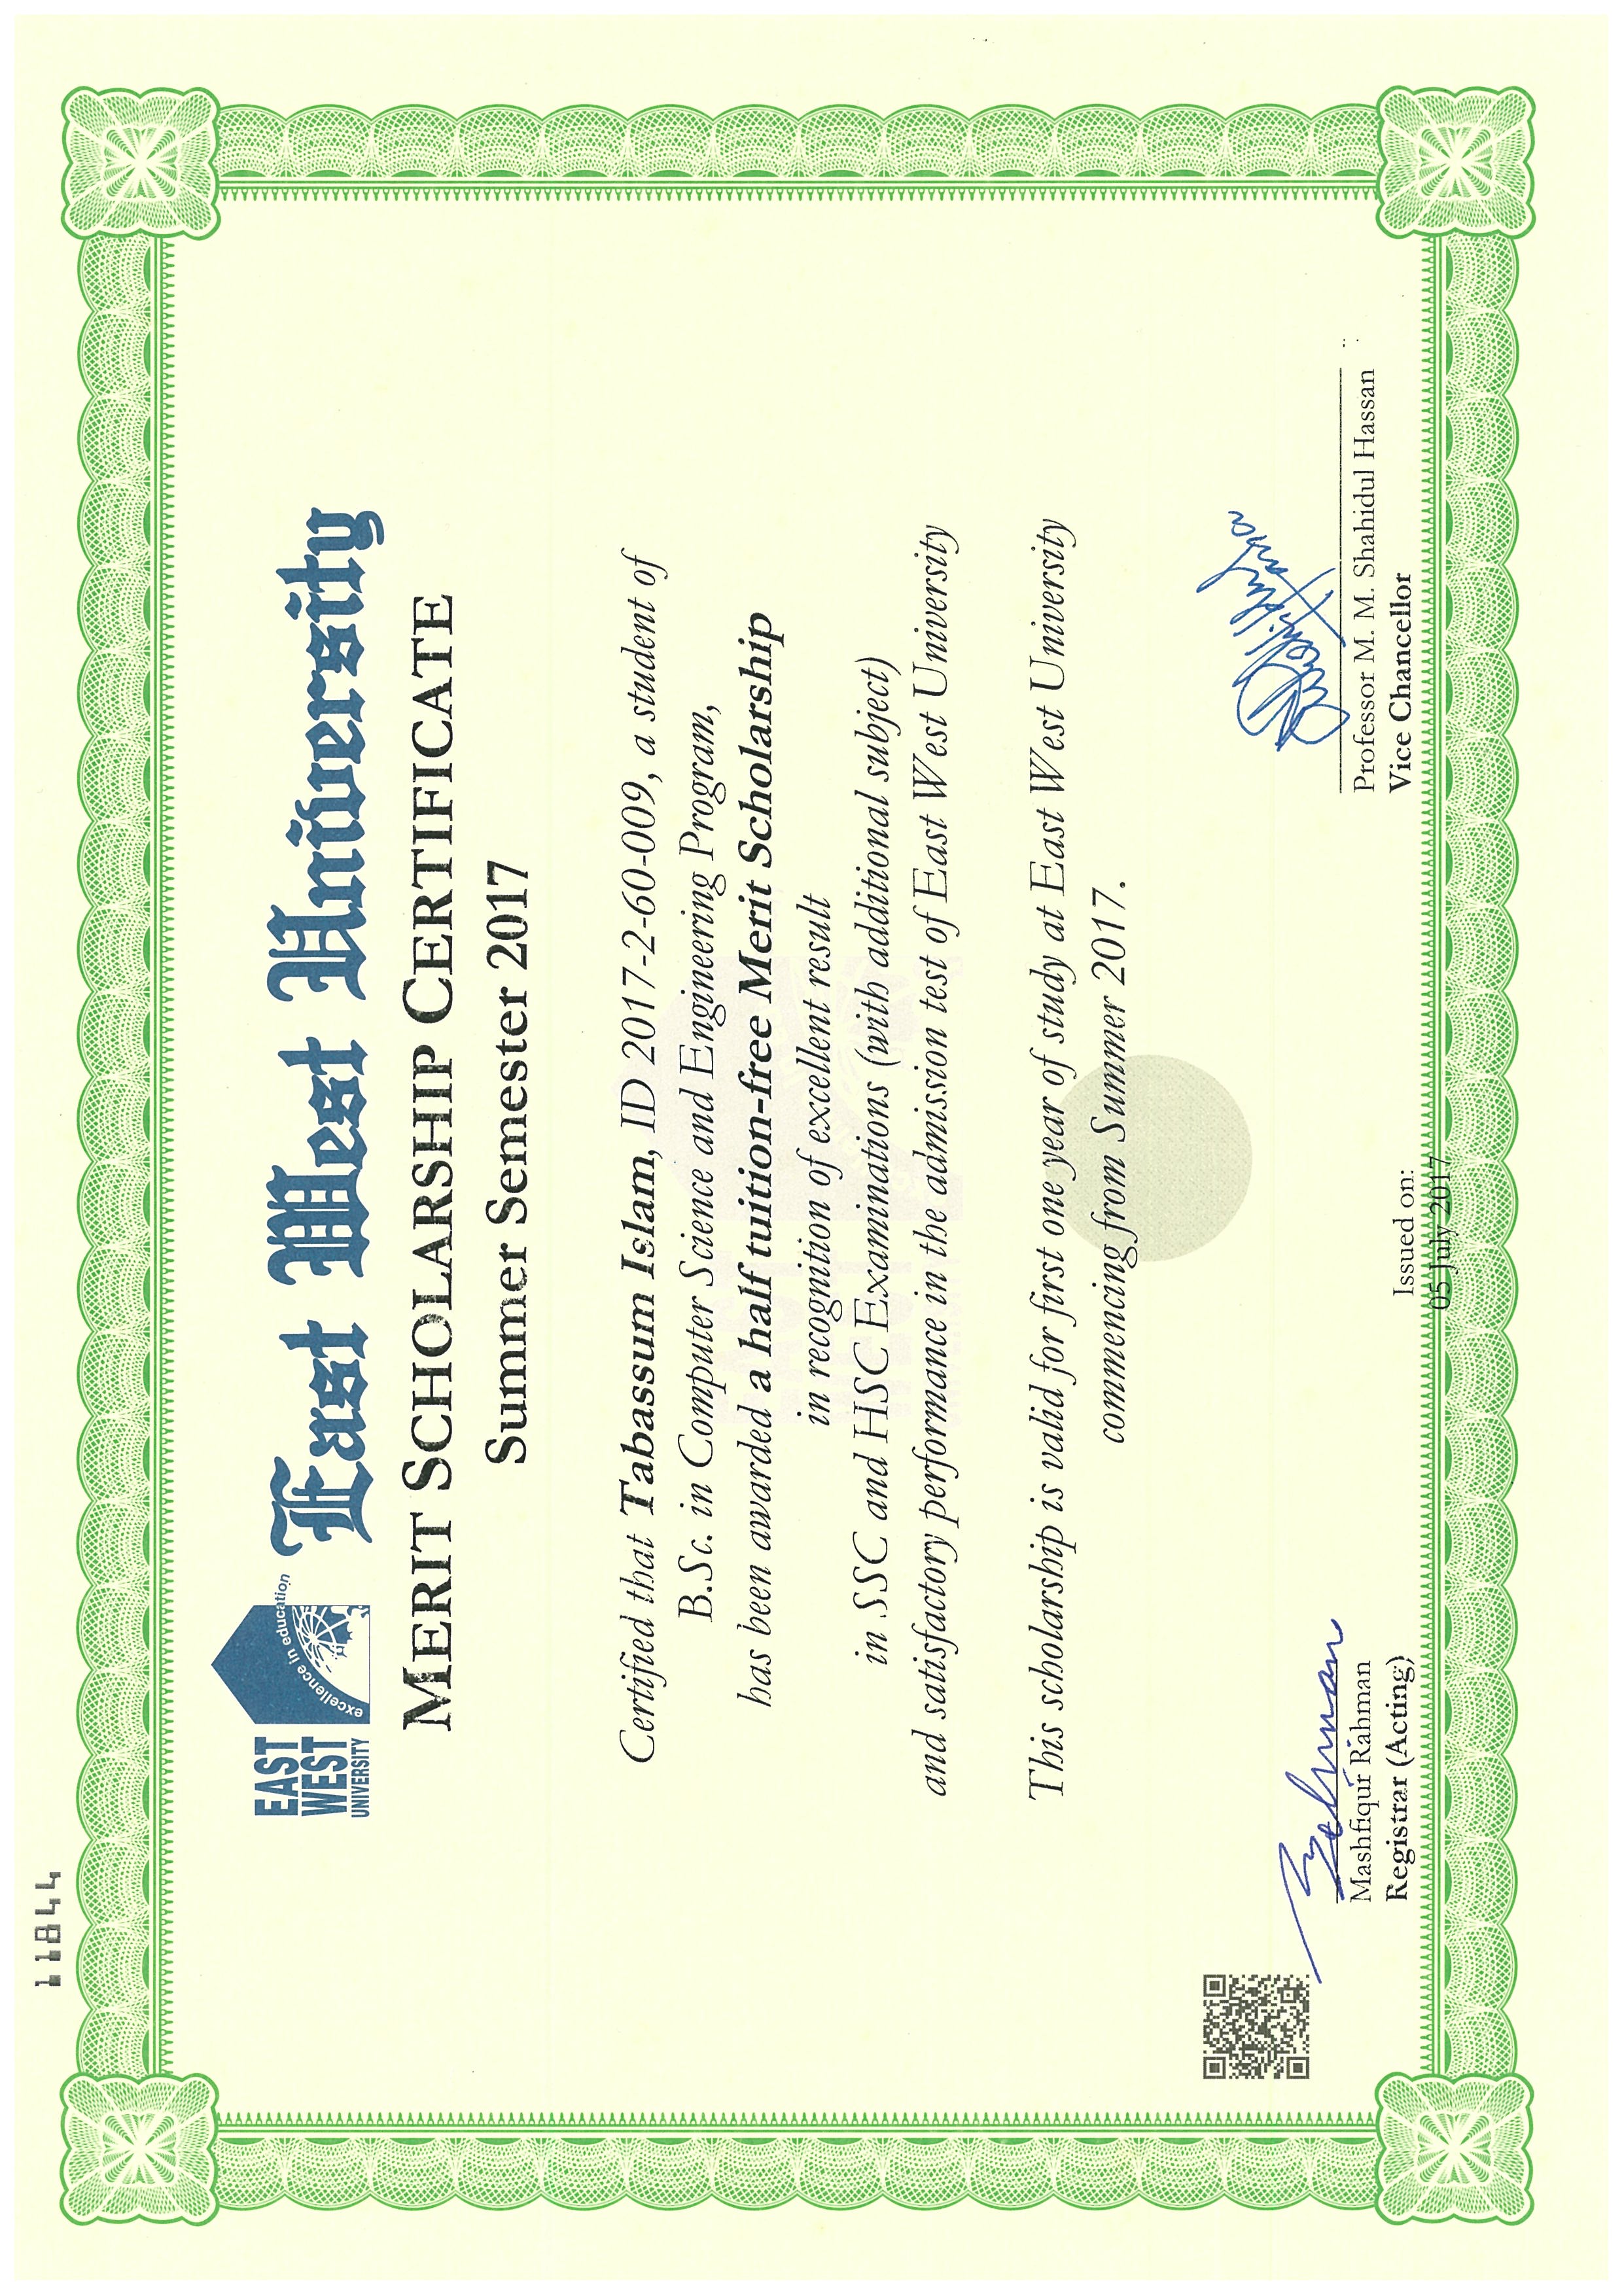 11844
EAST
WEST
UNIVERSITY
excellence in education
East West University
MERIT SCHOLARSHIP CERTIFICATE
Summer Semester 2017
Certified that Tabassum Islam, ID 2017-2-60-009, a student of
B.Sc. in Computer Science and Engineering Program,
has been awarded a half tuition-free Merit Scholarship
in recognition of excellent result
in SSC and HSC Examinations (with additional subject)
and satisfactory performance in the admission test of East West University
This scholarship is valid for first one year of study at East West University
commencing from Summer 2017.
Mashfiqur Rahman
Registrar (Acting)
Issued on:
05 July 2017
Professor M. M. Shahidul Hassan
Vice Chancellor